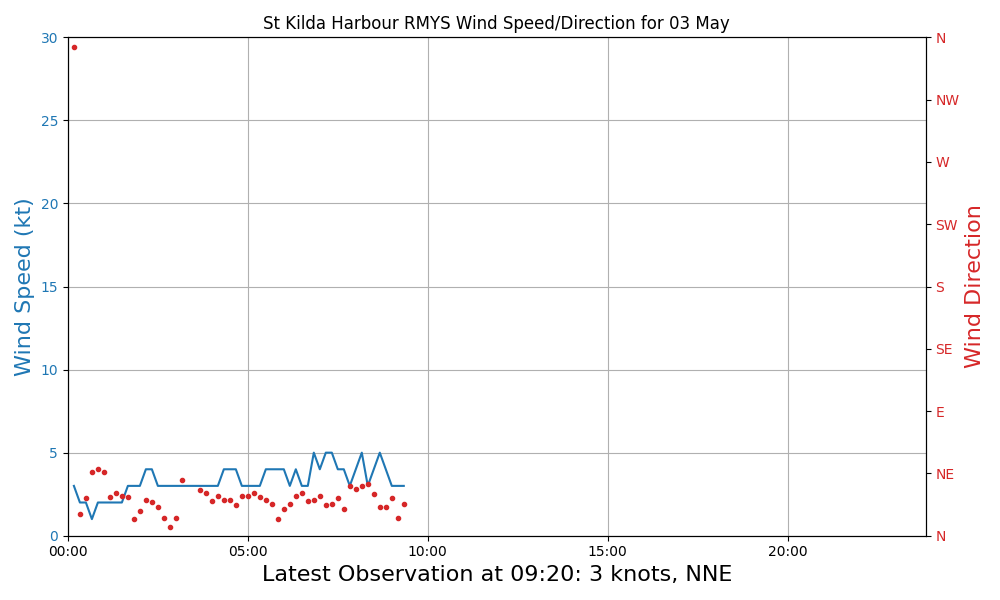 St Kilda Harbour RMYS Wind Speed/Direction for 03 May
30
25
20
15
10
5
0
Wind Speed (kt)
N
NW
W
SW
S
SE
E
NE
N
Wind Direction
00:00 05:00 10:00 15:00 20:00
Latest Observation at 09:20: 3 knots, NNE